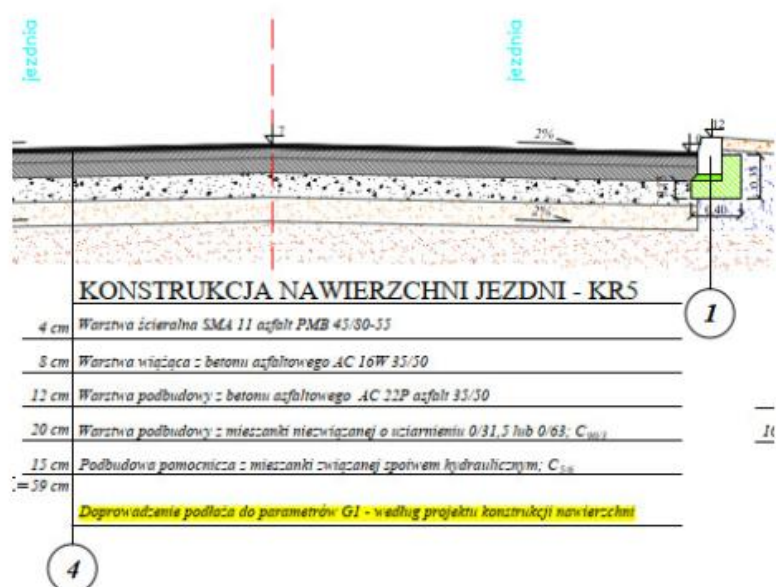 jezdnia
jezdnia
12
2%
0.35
2%
0.40
KONSTRUKCJA NAWIERZCHNI JEZDNI - KR5
1
4 cm Warstwa ścieralna SMA 11 asfalt PMB 45/80-55
8 cm Warstwa wiążąca z betonu asfaltowego AC 16W 35/50
12 cm Warstwa podbudowy z betonu asfaltowego AC 22P asfalt 35/50
20 cm Warstwa podbudowy z mieszanki niezwiązanej o uziarnieniu 0/31,5 lub 0/63; C90/3
15 cm Podbudowa pomocnicza z mieszanki związanej spoiwem hydraulicznym; C5/6
=59 cm
Doprowadzenie podłoża do parametrów G1 - według projektu konstrukcji nawierzchni
4